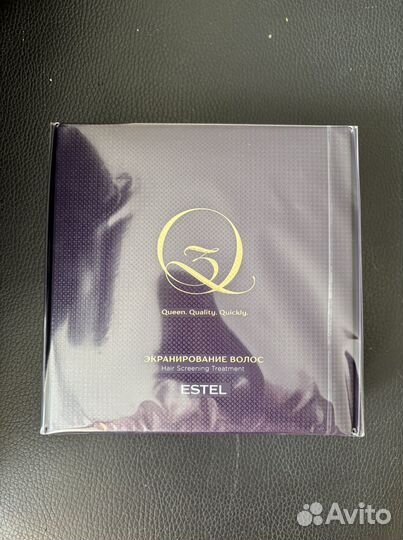 Q3
Queen. Quality. Quickly.
ЭКРАНИРОВАНИЕ ВОЛОС
Hair Screening Treatment
ESTEL
Avito